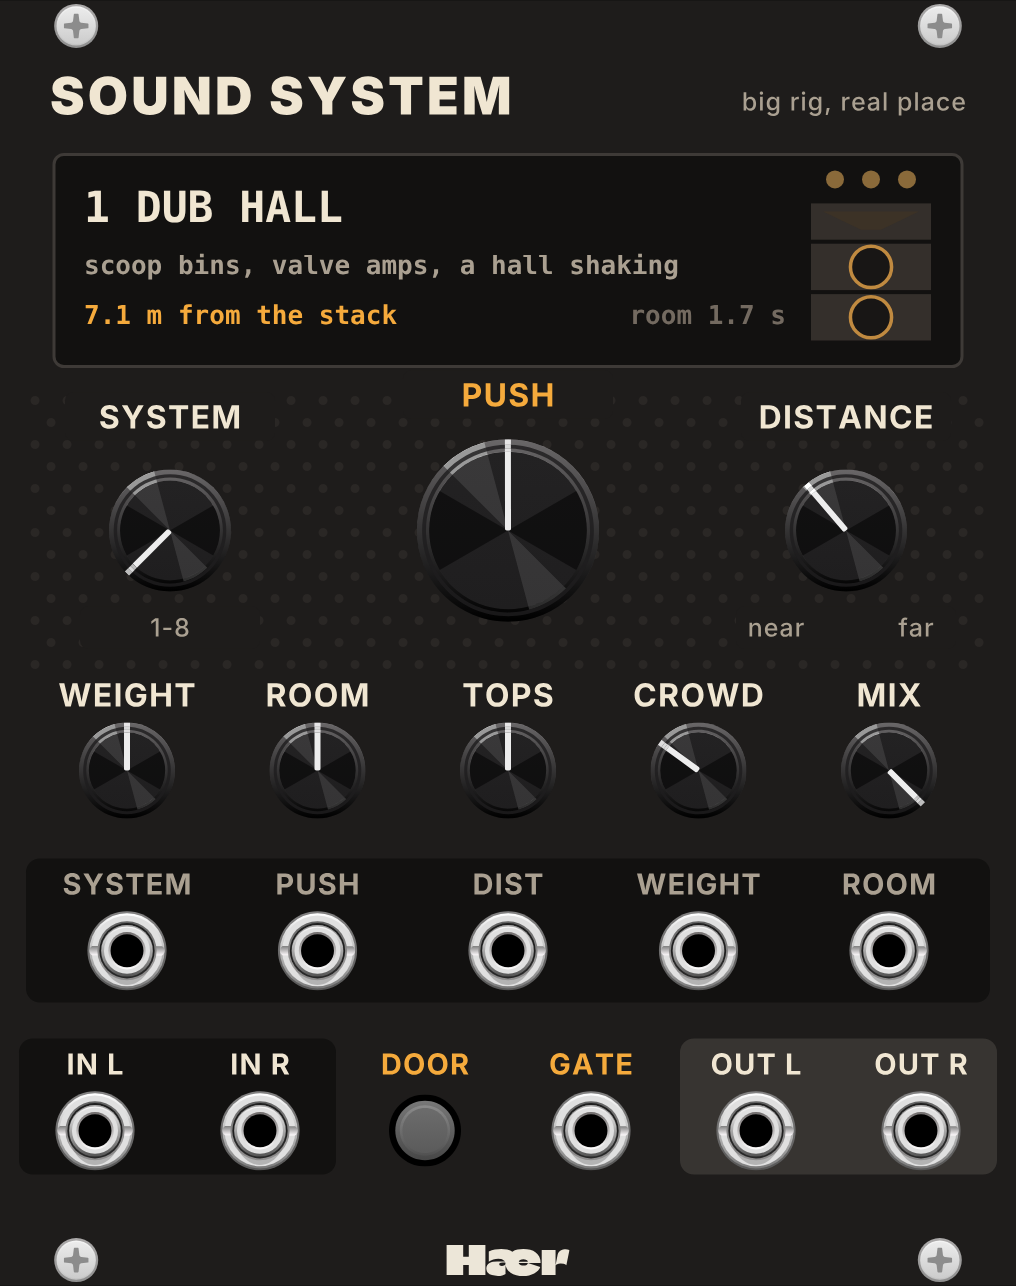 SOUND SYSTEM
big rig, real place
1 DUB HALL
scoop bins, valve amps, a hall shaking
7.1 m from the stack
room 1.7 s
SYSTEM
PUSH
DISTANCE
1-8
near
far
WEIGHT
ROOM
TOPS
CROWD
MIX
SYSTEM
PUSH
DIST
WEIGHT
ROOM
IN L
IN R
DOOR
GATE
OUT L
OUT R
Hær